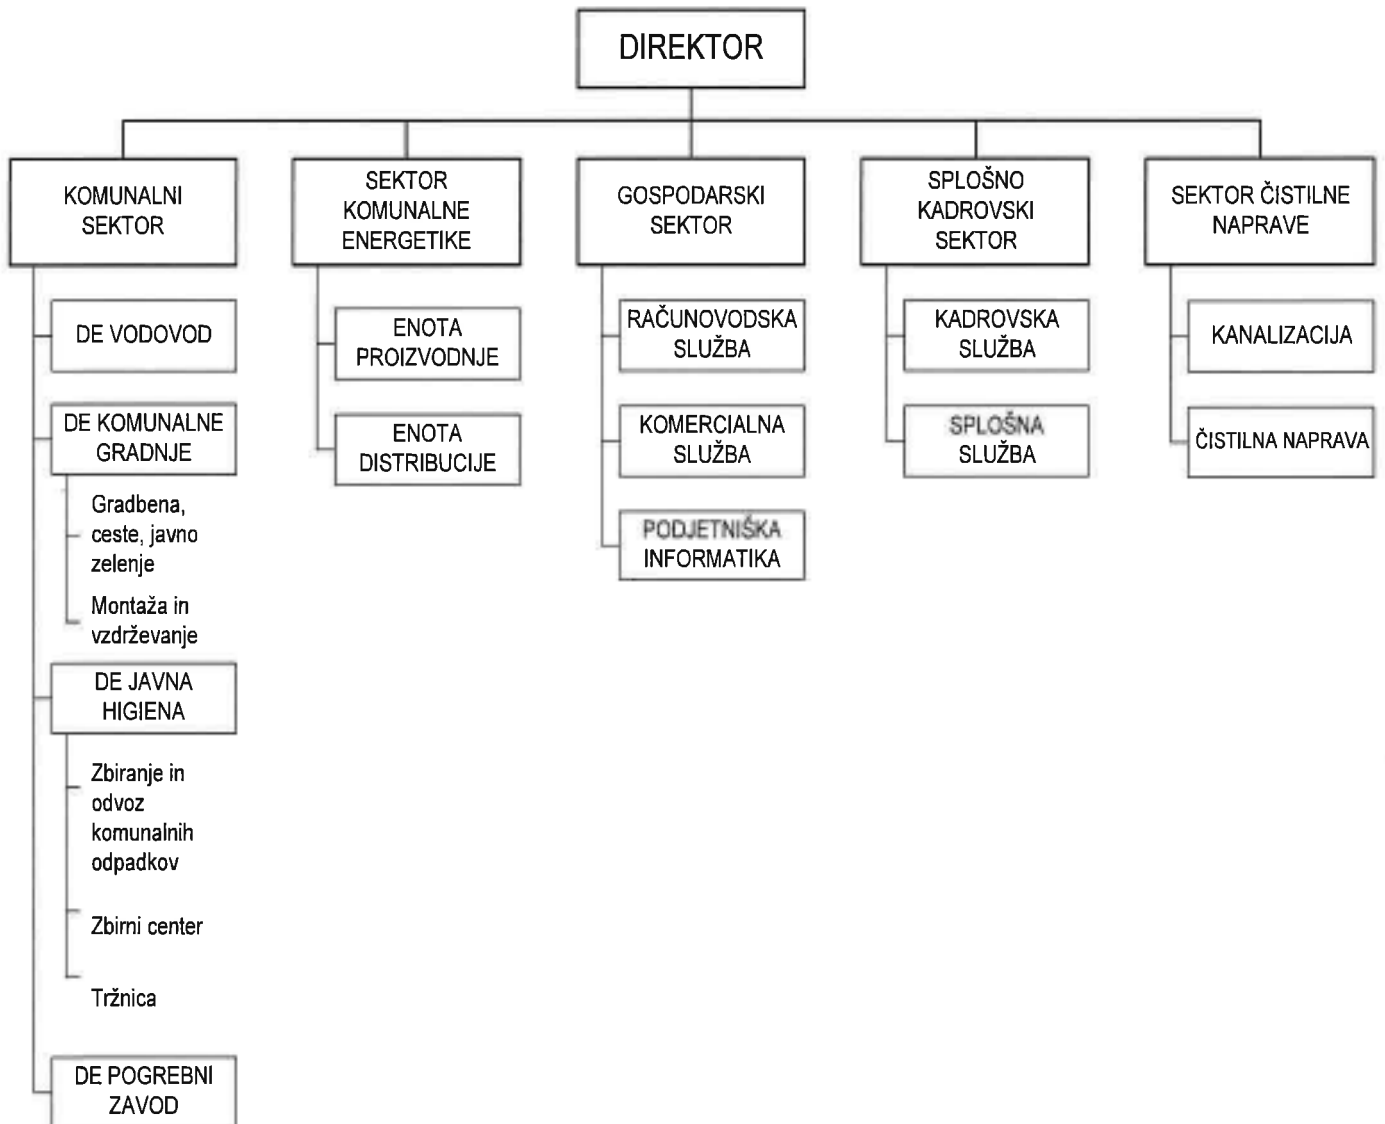 DIREKTOR
KOMUNALNI
SEKTOR
SEKTOR
KOMUNALNE
ENERGETIKE
GOSPODARSKI
SEKTOR
SPLOŠNO
KADROVSKI
SEKTOR
SEKTOR ČISTILNE
NAPRAVE
DE VODOVOD
DE KOMUNALNE
GRADNJE
Gradbena,
ceste, javno
zelenje
Montaža in
vzdrževanje
DE JAVNA
HIGIENA
Zbiranje in
odvoz
komunalnih
odpadkov
Zbirni center
Tržnica
DE POGREBNI
ZAVOD
ENOTA
PROIZVODNJE
ENOTA
DISTRIBUCIJE
RAČUNOVODSKA
SLUŽBA
KOMERCIALNA
SLUŽBA
PODJETNIŠKA
INFORMATIKA
KADROVSKA
SLUŽBA
SPLOŠNA
SLUŽBA
KANALIZACIJA
ČISTILNA NAPRAVA